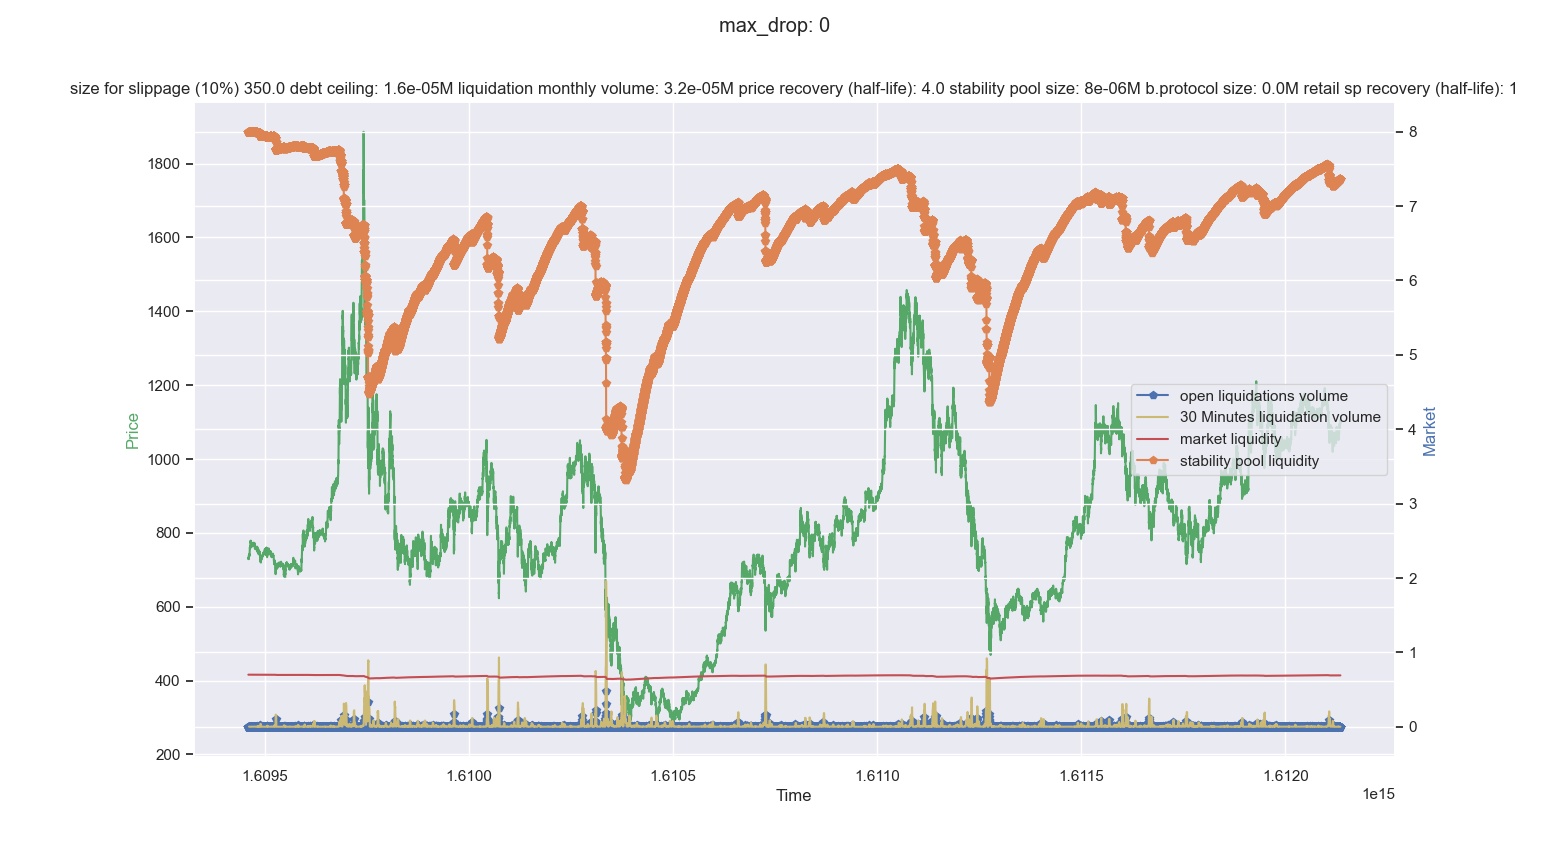 max_drop: 0
size for slippage (10%) 350.0 debt ceiling: 1.6e-05M liquidation monthly volume: 3.2e-05M price recovery (half-life): 4.0 stability pool size: 8e-06M b.protocol size: 0.0M retail sp recovery (half-life): 1
1800
1600
1400
1200
1000
800
600
400
200
Price
8
7
6
5
4
3
2
1
0
Market
open liquidations volume
30 Minutes liquidation volume
market liquidity
stability pool liquidity
1.6095
1.6100
1.6105
1.6110
1.6115
1.6120
1e15
Time